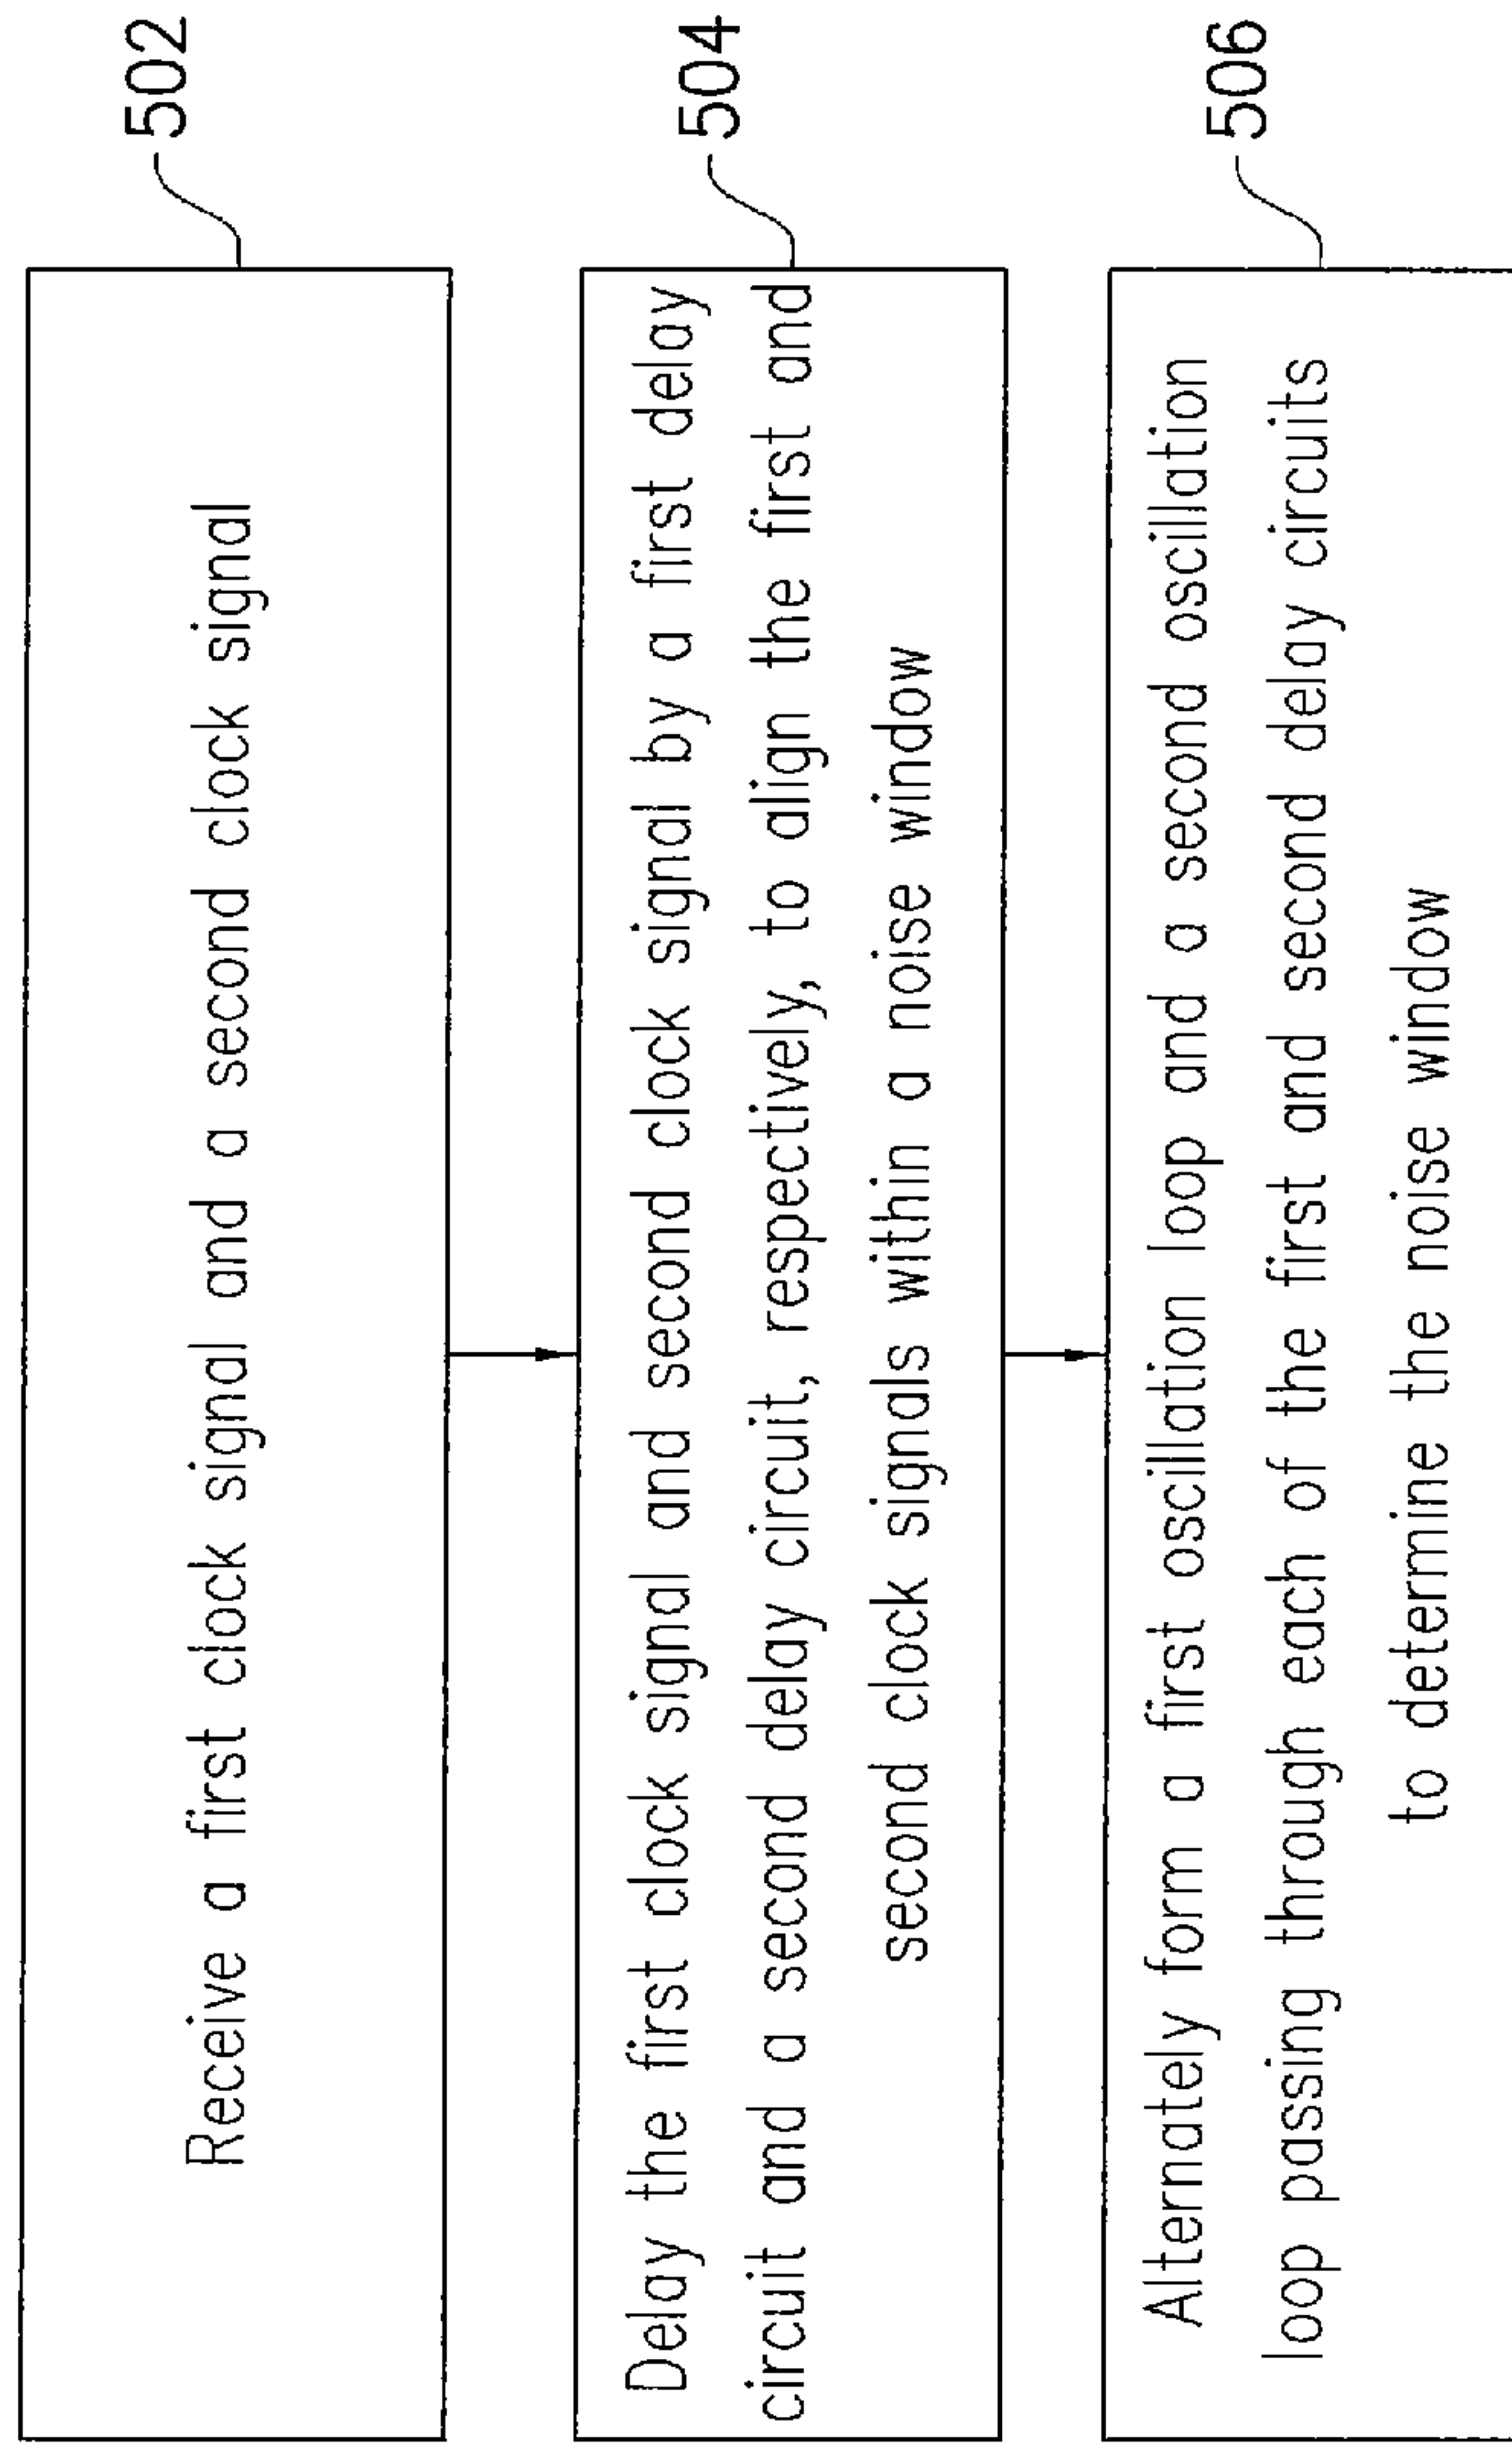 Receive a first clock signal and a second clock signal
502
Delay the first clock signal and second clock signal by a first delay
circuit and a second delay circuit, respectively, to align the first and
second clock signals within a noise window
504
Alternately form a first oscillation loop and a second oscillation
loop passing through each of the first and second delay circuits
to determine the noise window
506